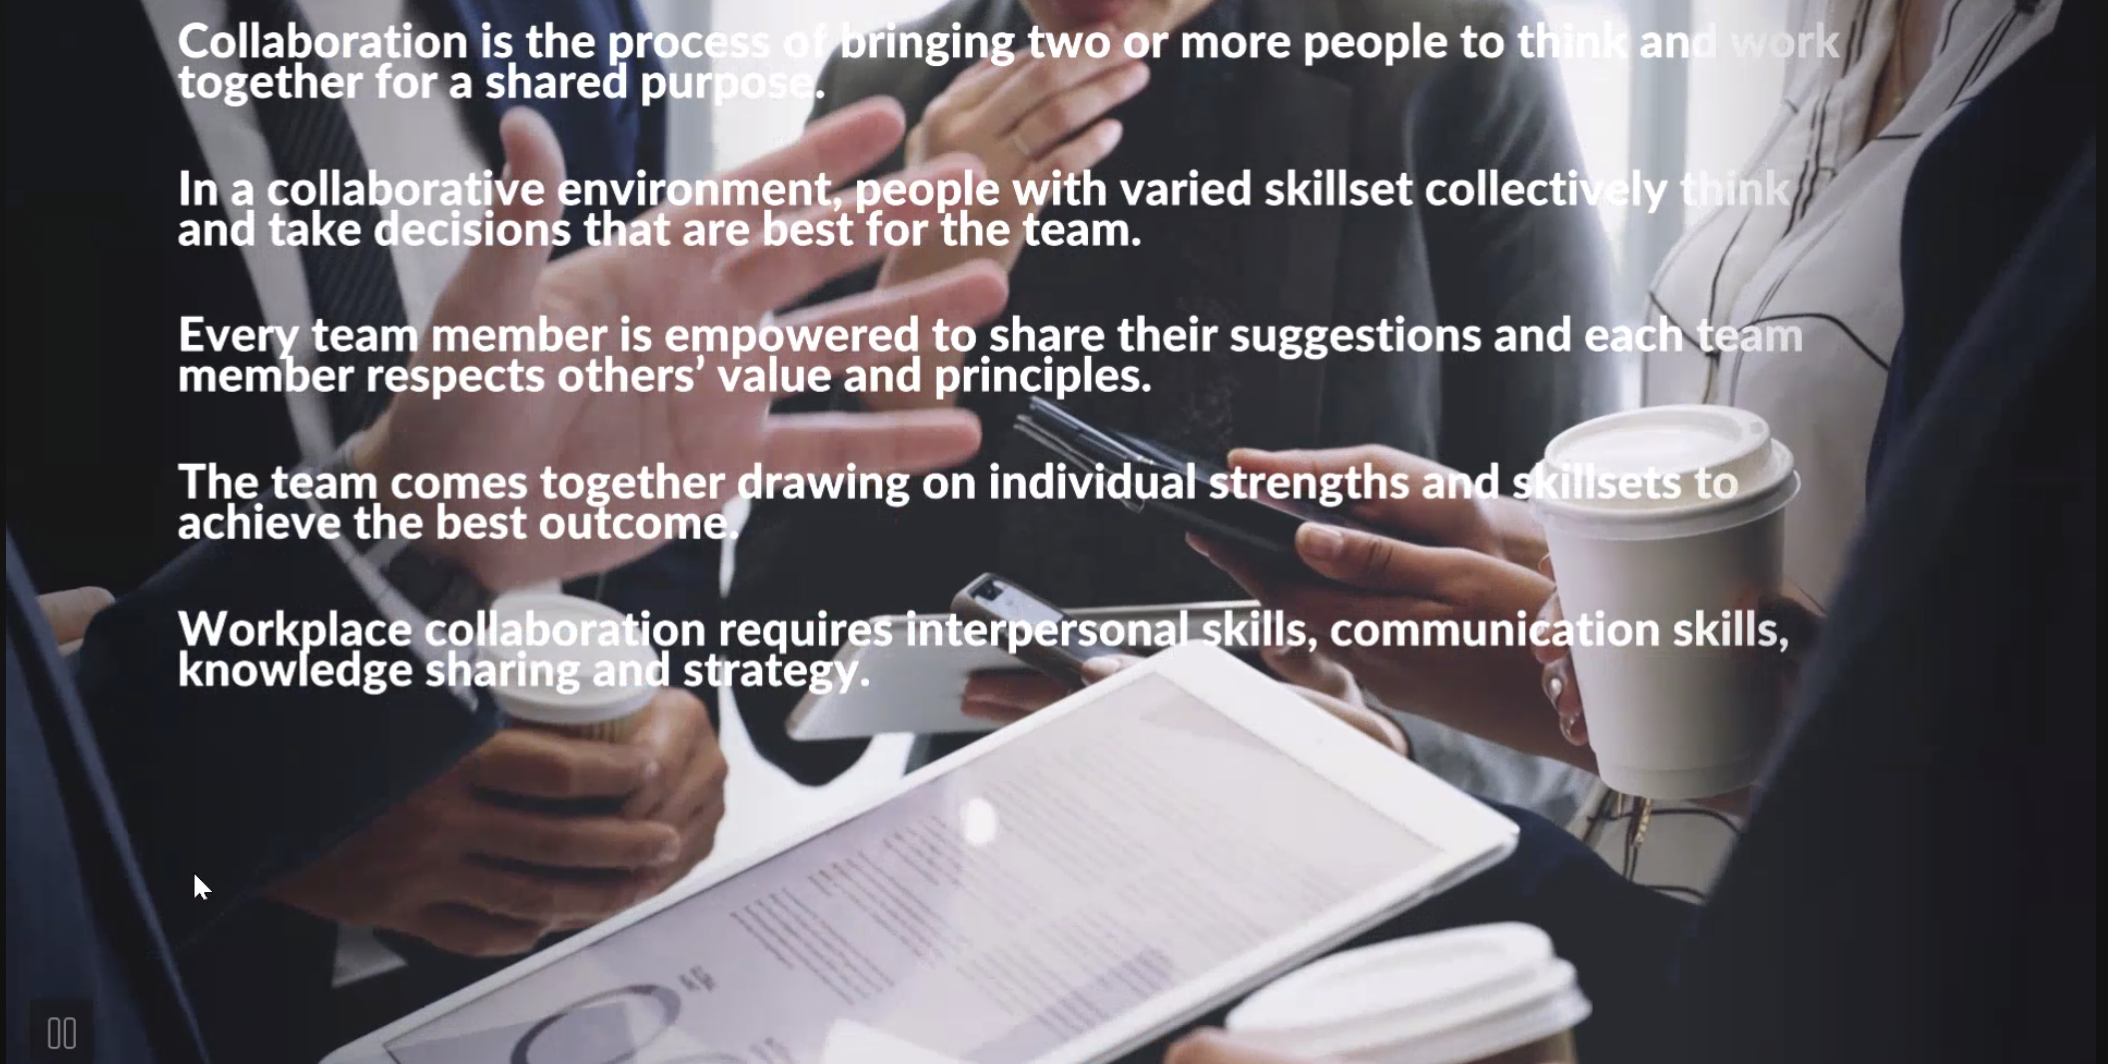 Collaboration is the process of bringing two or more people to think and work
together for a shared purpose.
In a collaborative environment, people with varied skillset collectively think
and take decisions that are best for the team.
Every team member is empowered to share their suggestions and each team
member respects others’ value and principles.
The team comes together drawing on individual strengths and skillsets to
achieve the best outcome.
Workplace collaboration requires interpersonal skills, communication skills,
knowledge sharing and strategy.